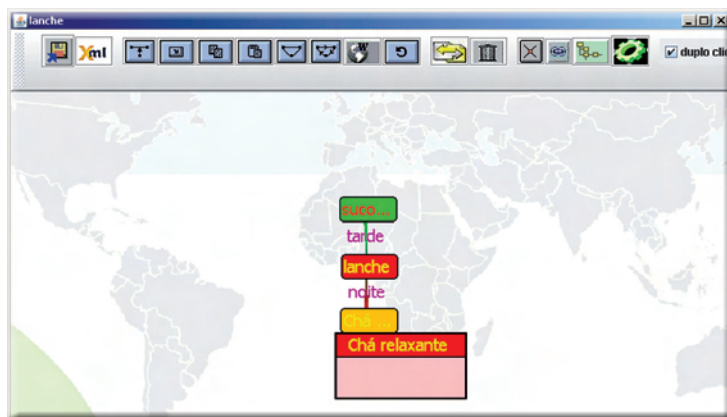 lanche
Xml
duplo cli
suco....
tarde
lanche
noite
Chá ....
Chá relaxante